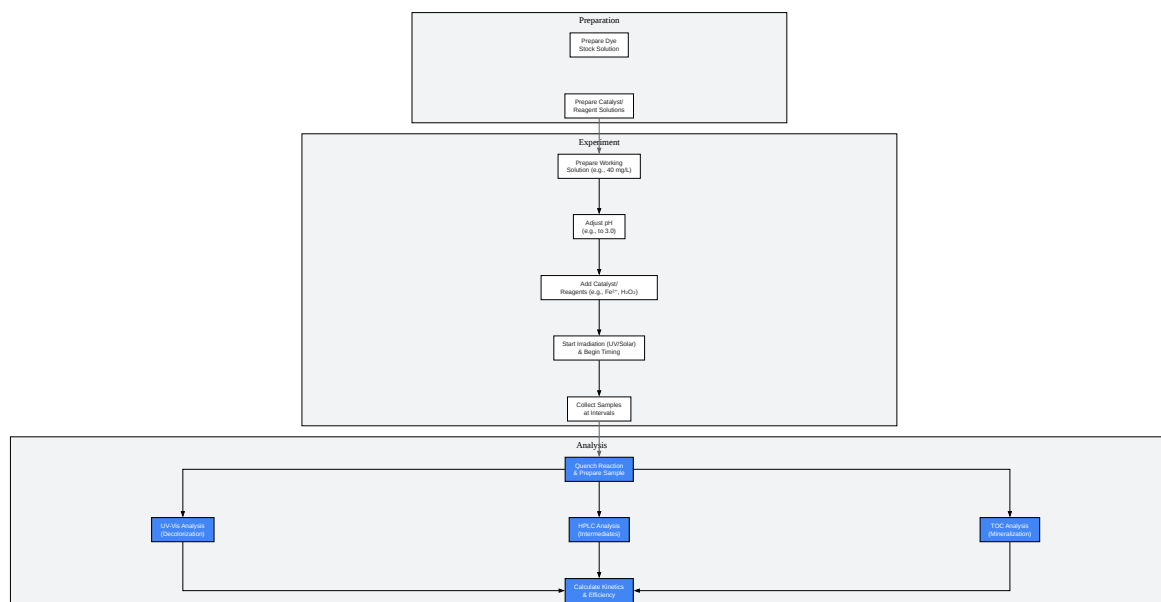 Preparation
Prepare Dye
Stock Solution
Prepare Catalyst/
Reagent Solutions
Experiment
Prepare Working
Solution (e.g., 40 mg/L)
Adjust pH
(e.g., to 3.0)
Add Catalyst/
Reagents (e.g., Fe²⁺, H₂O₂)
Start Irradiation (UV/Solar)
& Begin Timing
Collect Samples
at Intervals
Analysis
Quench Reaction
& Prepare Sample
UV-Vis Analysis
(Decolorization)
HPLC Analysis
(Intermediates)
TOC Analysis
(Mineralization)
Calculate Kinetics
& Efficiency